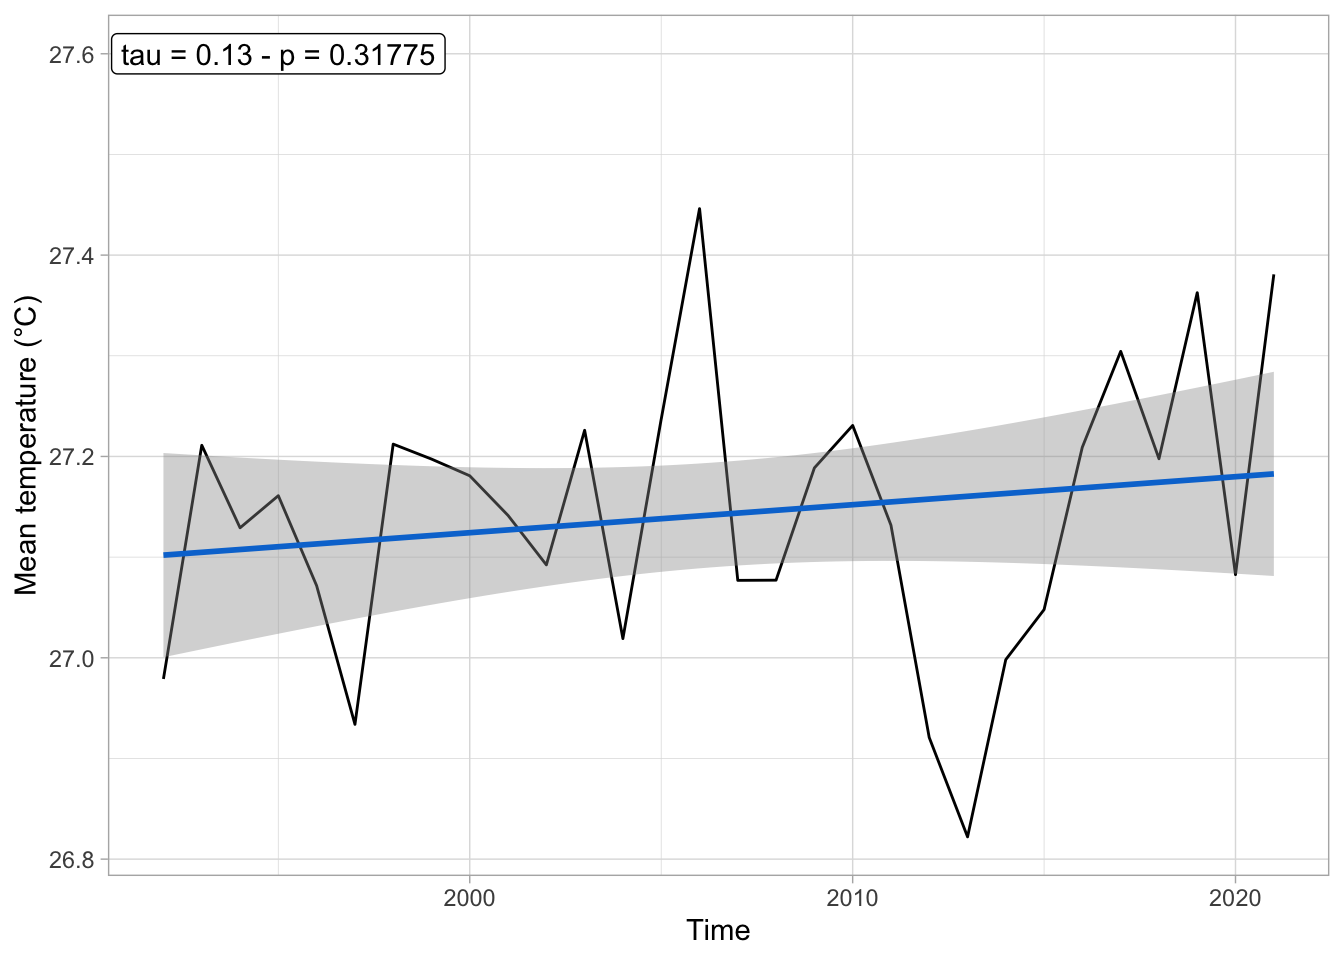 tau = 0.13 - p = 0.31775
27.6
27.4
27.2
27.0
26.8
Mean temperature (°C)
2000
2010
2020
Time